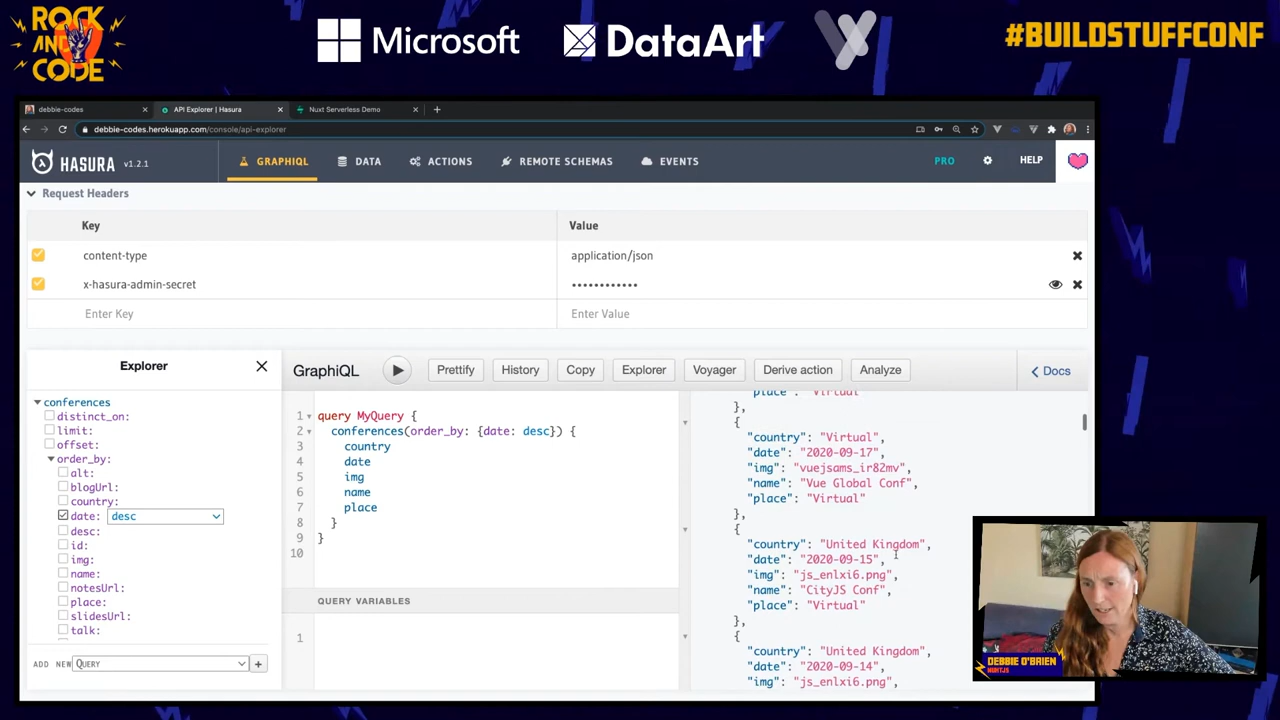 ROCK
AND
CODE
Microsoft
DataArt
#BUILDSTUFFCONF
debbie-codes
API Explorer | Hasura
Nuxt Serverless Demo
debbie-codes.herokuapp.com/console/api-explorer
HASURA v1.2.1
GRAPHIQL
DATA
ACTIONS
REMOTE SCHEMAS
EVENTS
PRO
HELP
Request Headers
Key Value
content-type application/json
x-hasura-admin-secret ••••••••••••
Enter Key Enter Value
Explorer
GraphiQL
Prettify
History
Copy
Explorer
Voyager
Derive action
Analyze
Docs
conferences
distinct_on:
limit:
offset:
order_by:
alt:
blogUrl:
country:
date: desc
desc:
id:
img:
name:
notesUrl:
place:
slidesUrl:
talk:
ADD NEW QUERY +
1 query MyQuery {
2 conferences(order_by: {date: desc}) {
3 country
4 date
5 img
6 name
7 place
8 }
9 }
10
QUERY VARIABLES
1
"place": "Virtual"
},
{
"country": "Virtual",
"date": "2020-09-17",
"img": "vuejsams_ir82mv",
"name": "Vue Global Conf",
"place": "Virtual"
},
{
"country": "United Kingdom",
"date": "2020-09-15",
"img": "js_enlxi6.png",
"name": "CityJS Conf",
"place": "Virtual"
},
{
"country": "United Kingdom",
"date": "2020-09-14",
"img": "js_enlxi6.png",
DEBBIE O'BRIEN
NUXTJS